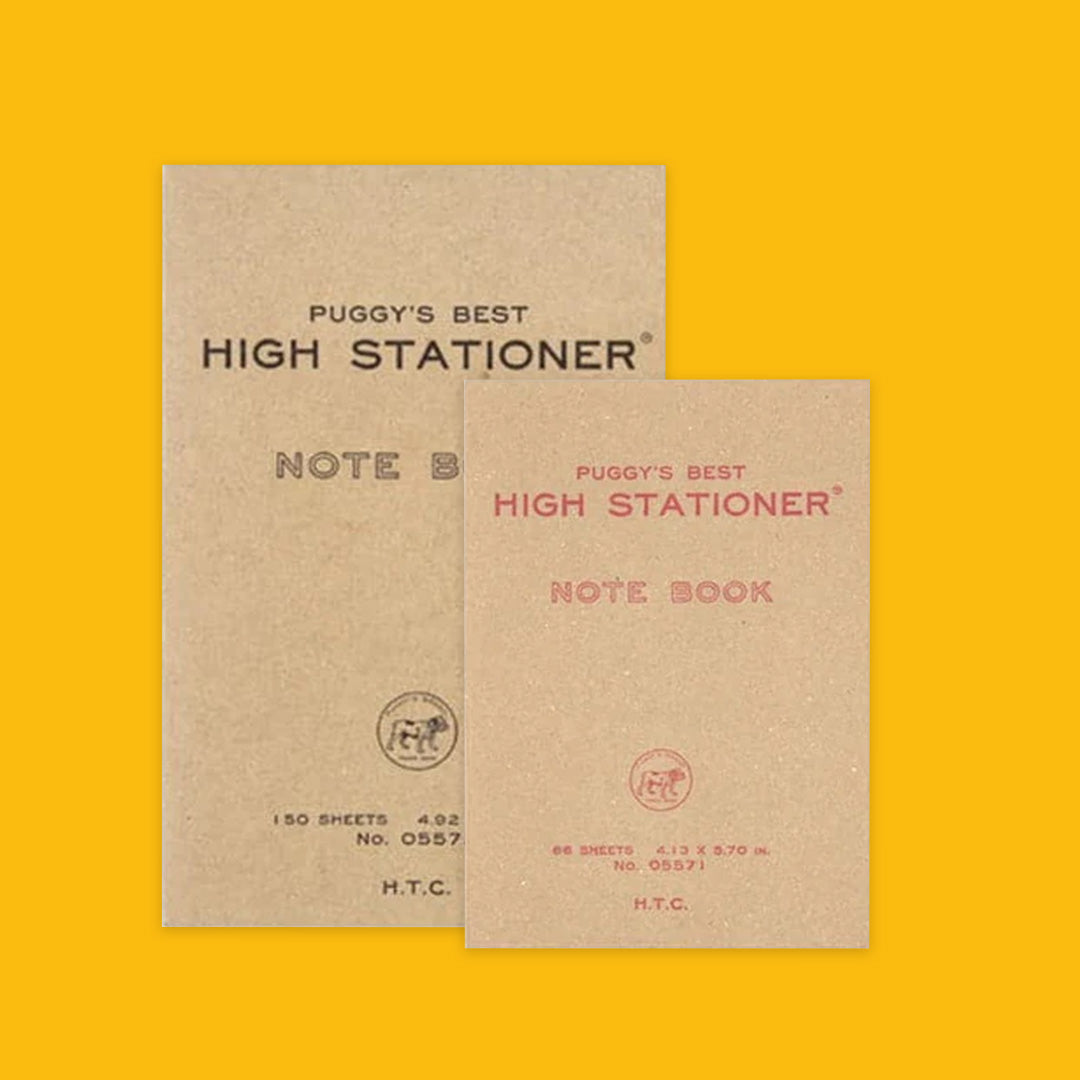 PUGGY'S BEST
HIGH STATIONER®
NOTE B
150 SHEETS 4.92
No. 0557
H.T.C.
PUGGY'S BEST
HIGH STATIONER®
NOTE BOOK
66 SHEETS 4.13 X 5.70 IN.
No. 05571
H.T.C.